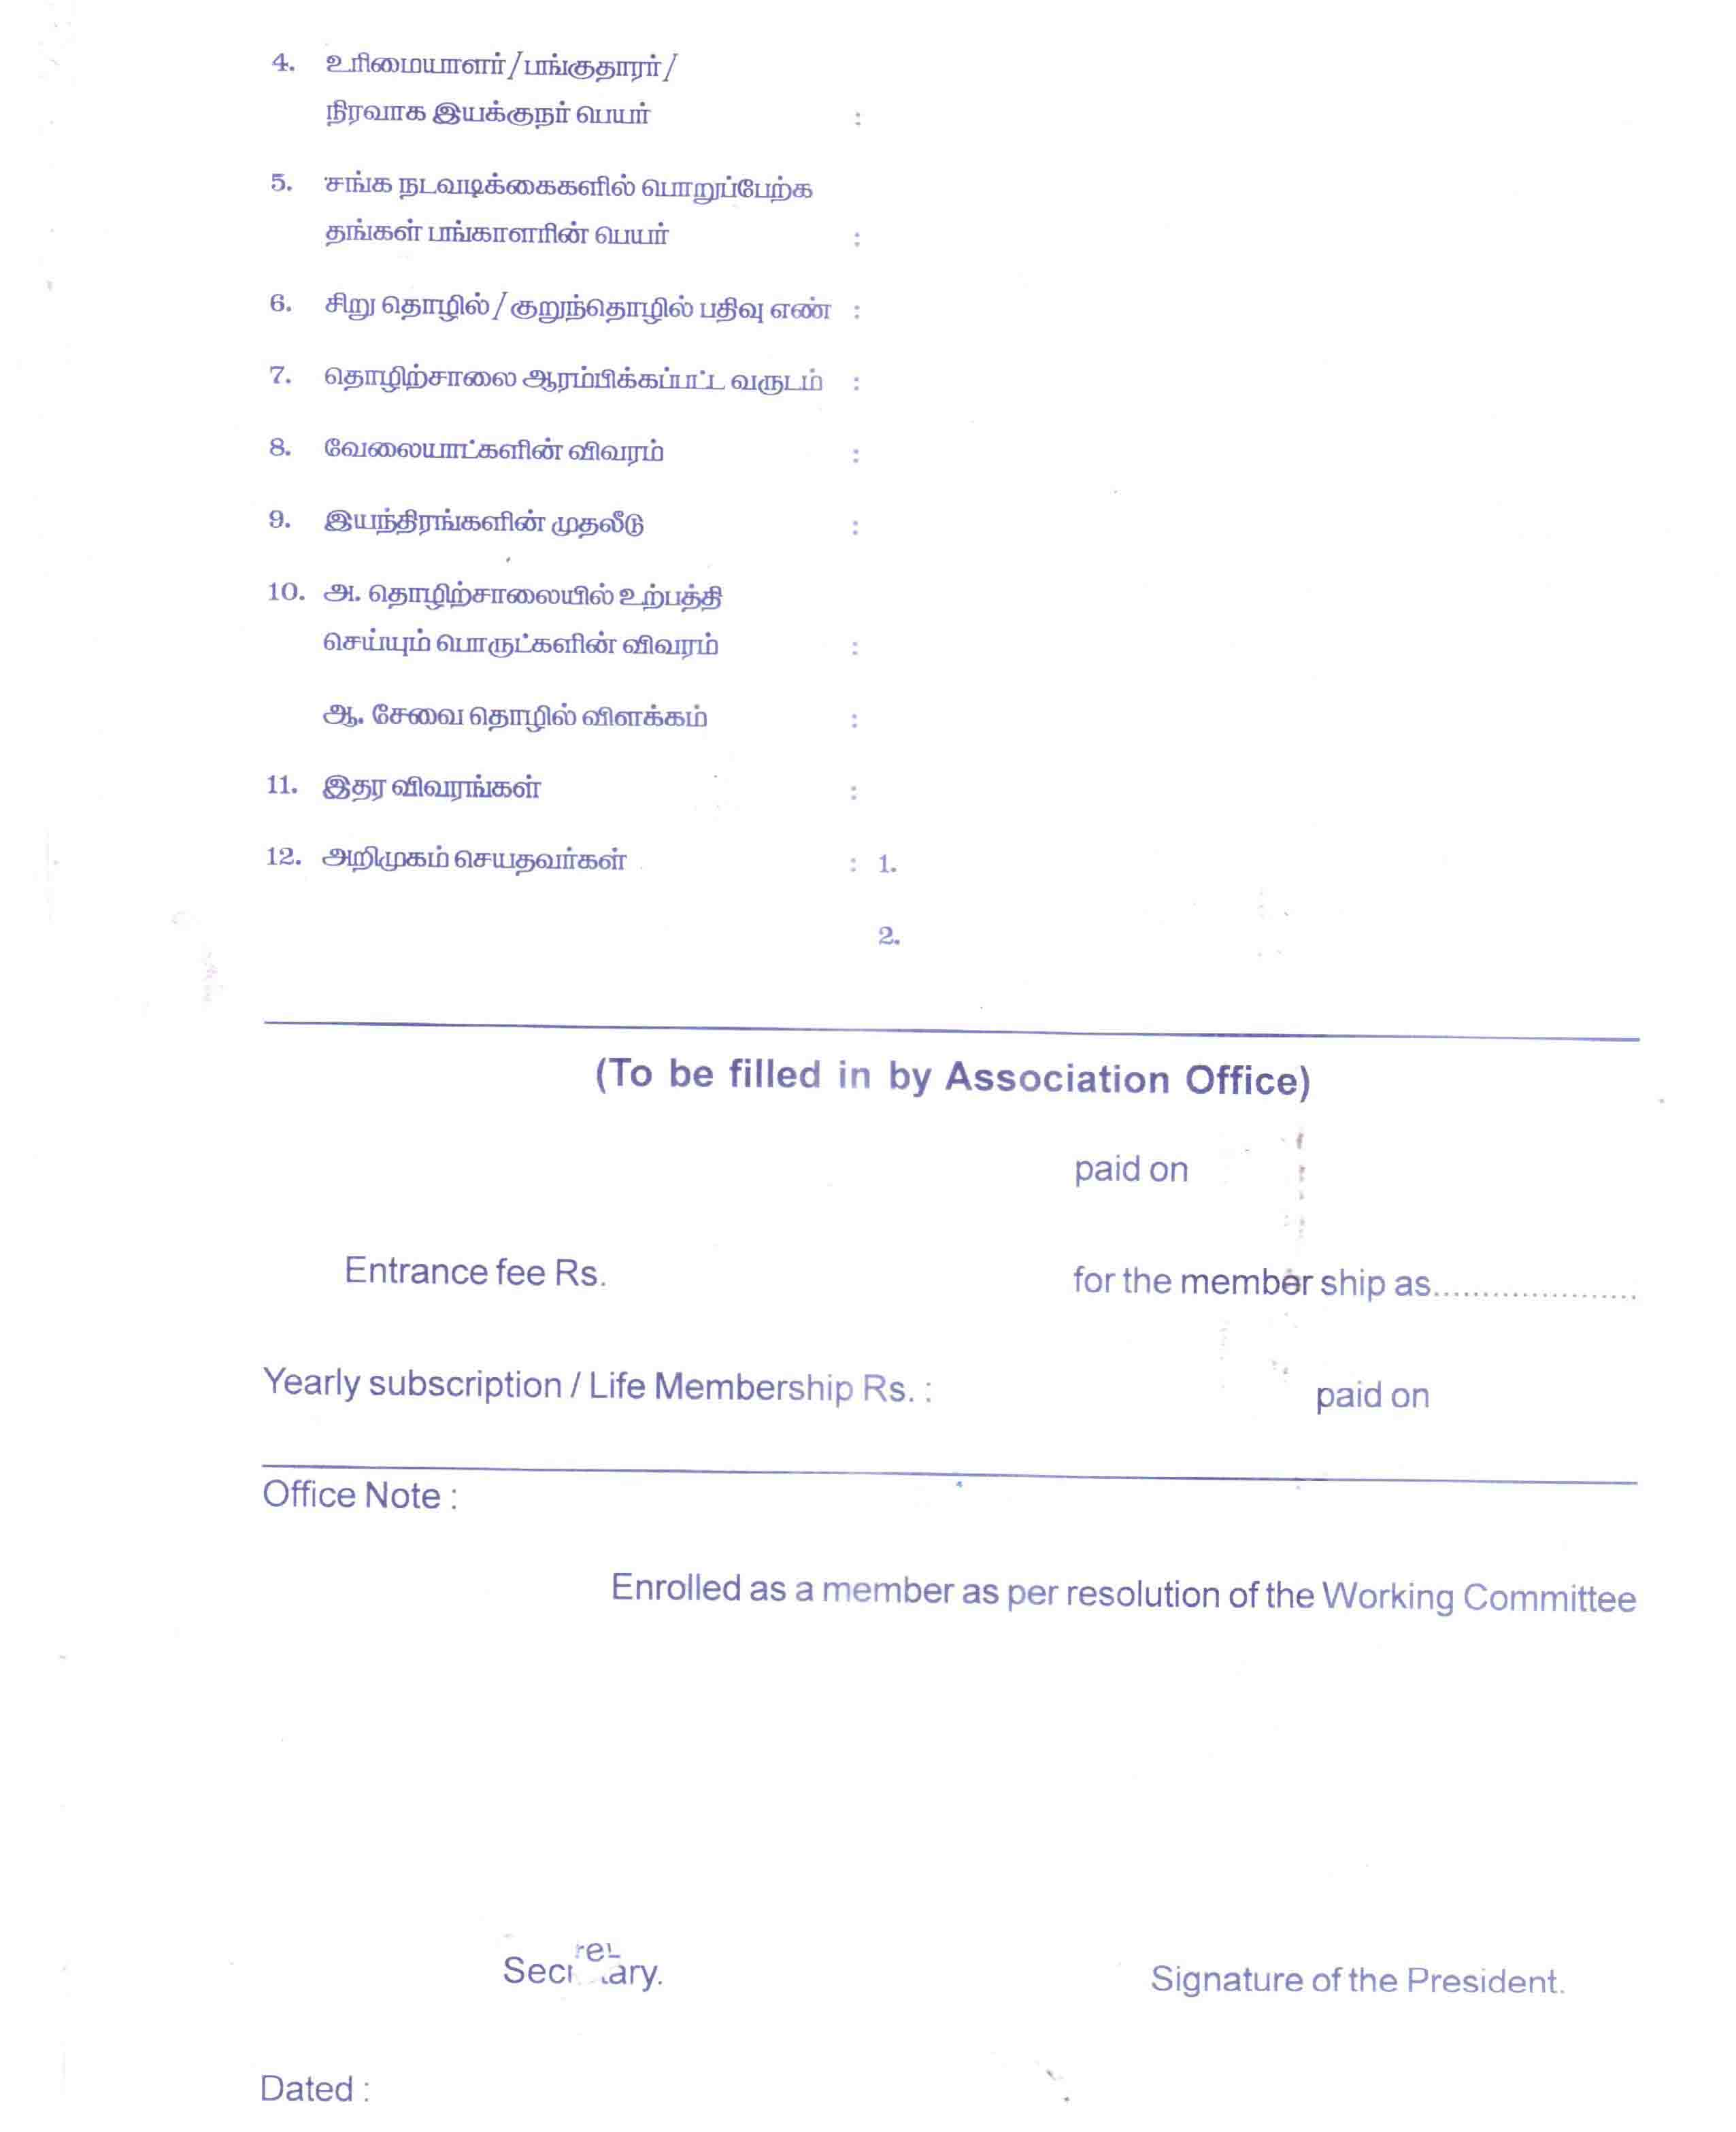 4. உரிமையாளர்/பங்குதாரர்/
நிரவாக இயக்குநர் பெயர் :
5. சங்க நடவடிக்கைகளில் பொறுப்பேற்க
தங்கள் பங்காளரின் பெயர் :
6. சிறு தொழில்/குறுந்தொழில் பதிவு எண் :
7. தொழிற்சாலை ஆரம்பிக்கப்பட்ட வருடம் :
8. வேலையாட்களின் விவரம் :
9. இயந்திரங்களின் முதலீடு :
10. அ. தொழிற்சாலையில் உற்பத்தி
செய்யும் பொருட்களின் விவரம் :
ஆ. சேவை தொழில் விளக்கம் :
11. இதர விவரங்கள் :
12. அறிமுகம் செயதவர்கள் : 1.
2.
(To be filled in by Association Office)
paid on
Entrance fee Rs. for the member ship as.....................
Yearly subscription / Life Membership Rs. : paid on
Office Note :
Enrolled as a member as per resolution of the Working Committee
Secretary. Signature of the President.
Dated :